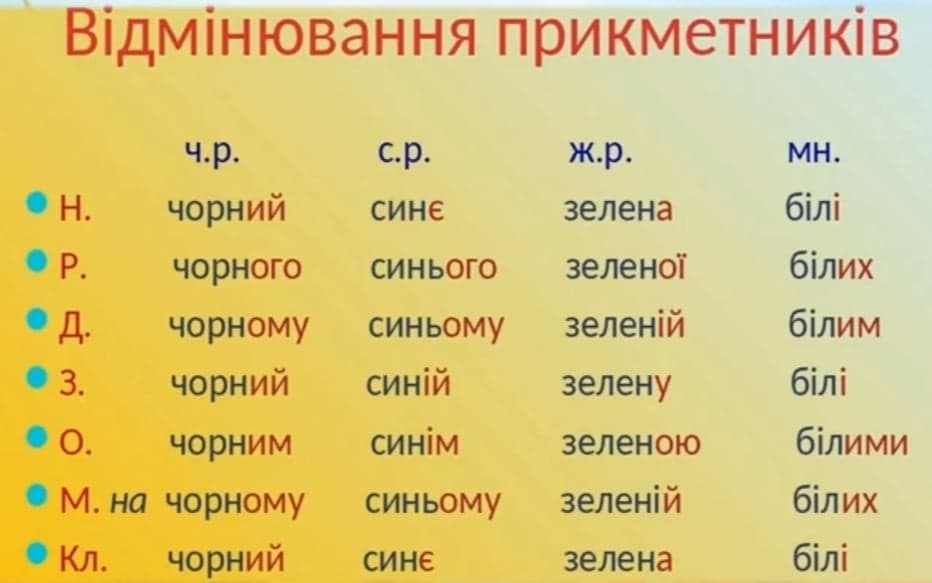 Відмінювання прикметників
ч.р. с.р. ж.р. мн.
Н. чорний синє зелена білі
Р. чорного синього зеленої білих
Д. чорному синьому зеленій білим
З. чорний синій зелену білі
О. чорним синім зеленою білими
М. на чорному синьому зеленій білих
Кл. чорний синє зелена білі